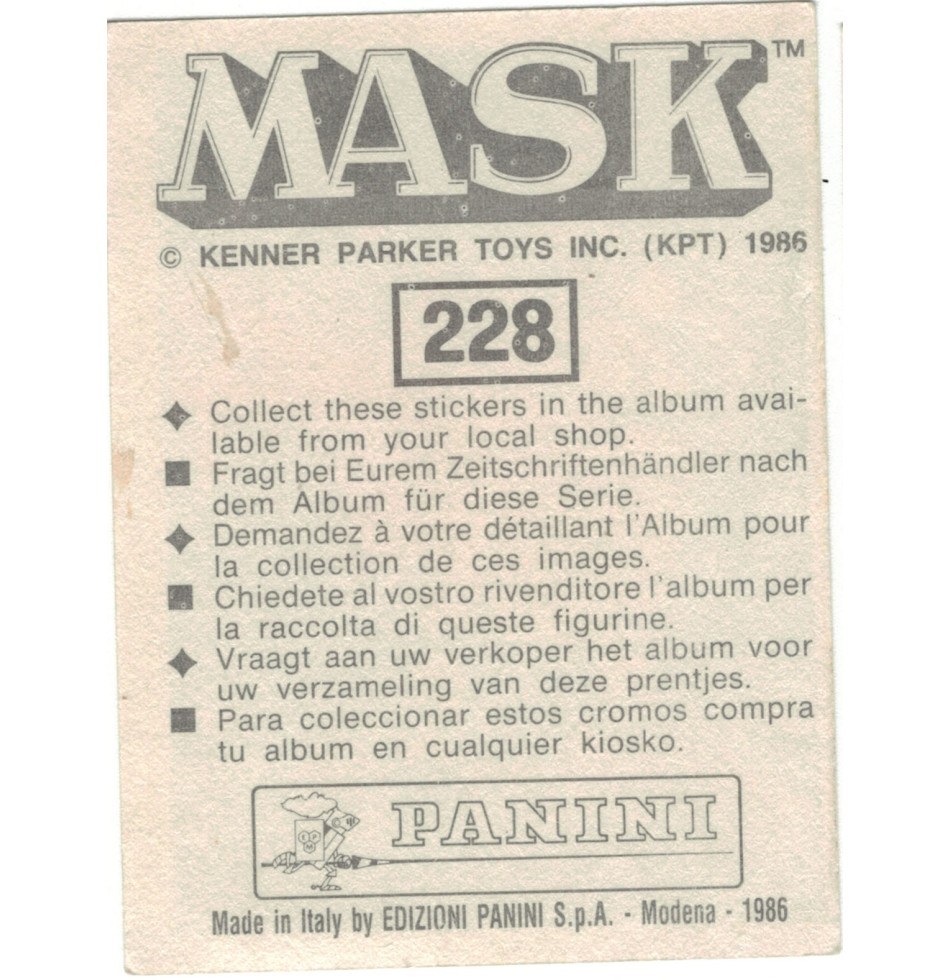 MASK™
© KENNER PARKER TOYS INC. (KPT) 1986
228
Collect these stickers in the album avai-
lable from your local shop.
Fragt bei Eurem Zeitschriftenhändler nach
dem Album für diese Serie.
Demandez à votre détaillant l'Album pour
la collection de ces images.
Chiedete al vostro rivenditore l'album per
la raccolta di queste figurine.
Vraagt aan uw verkoper het album voor
uw verzameling van deze prentjes.
Para coleccionar estos cromos compra
tu album en cualquier kiosko.
PANINI
Made in Italy by EDIZIONI PANINI S.p.A. - Modena - 1986